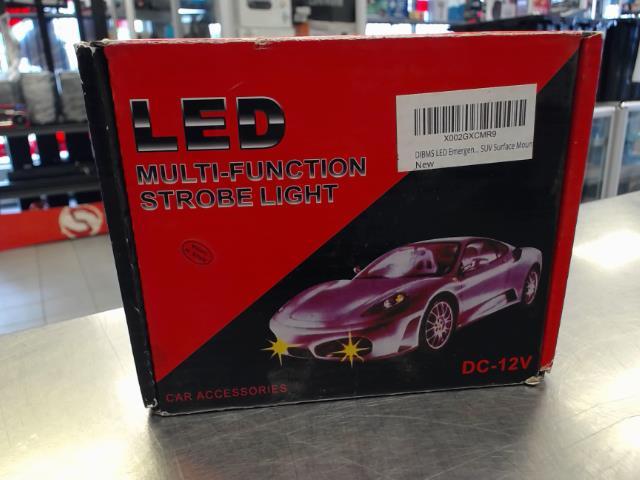 LED
MULTI-FUNCTION
STROBE LIGHT
X002GXCMR9
DIBMS LED Emergen... SUV Surface Moun
New
DC-12V
CAR ACCESSORIES